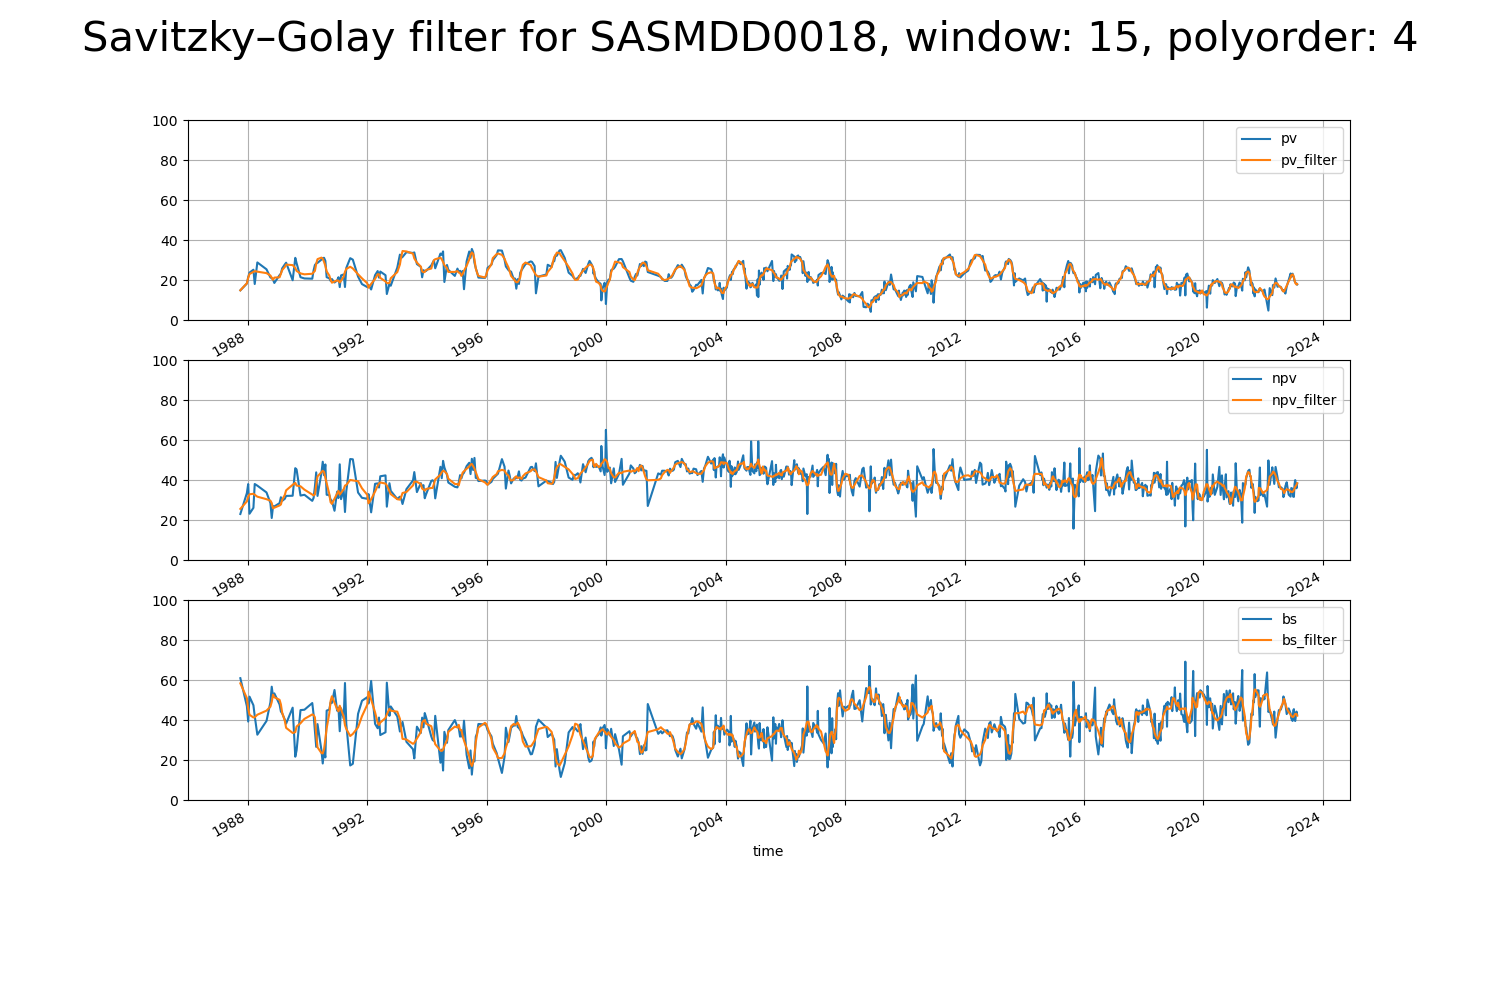 Savitzky–Golay filter for SASMDD0018, window: 15, polyorder: 4
100
80
60
40
20
0
pv
pv_filter
1988 1992 1996 2000 2004 2008 2012 2016 2020 2024
100
80
60
40
20
0
npv
npv_filter
1988 1992 1996 2000 2004 2008 2012 2016 2020 2024
100
80
60
40
20
0
bs
bs_filter
1988 1992 1996 2000 2004 2008 2012 2016 2020 2024
time